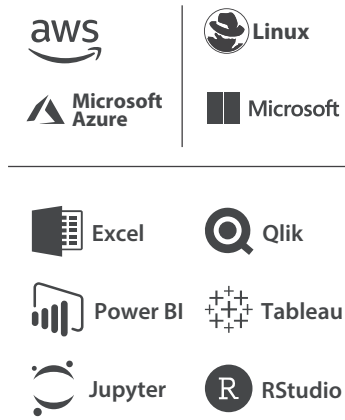 aws
Linux
Microsoft
Azure
Microsoft
Excel
Qlik
Power BI
Tableau
Jupyter
R RStudio